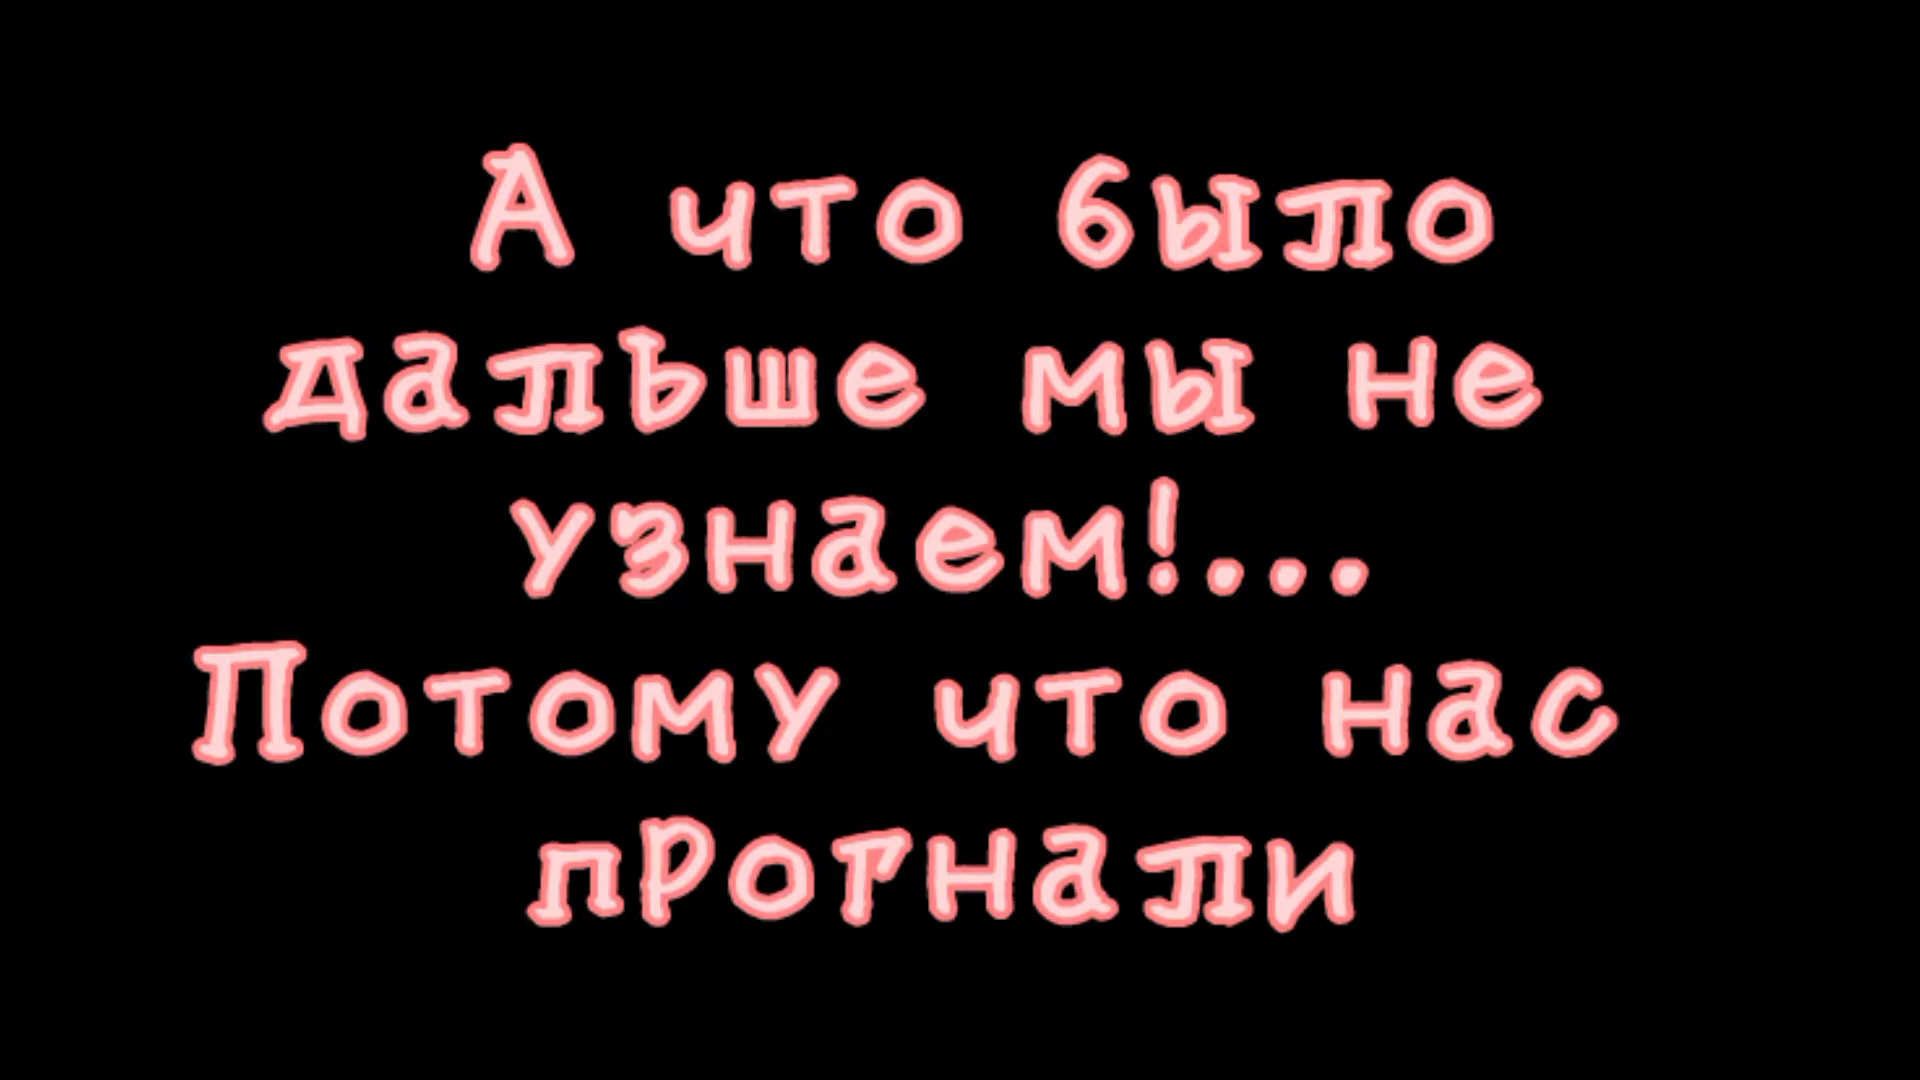 А что было
дальше мы не
узнаем!...
Потому что нас
прогнали